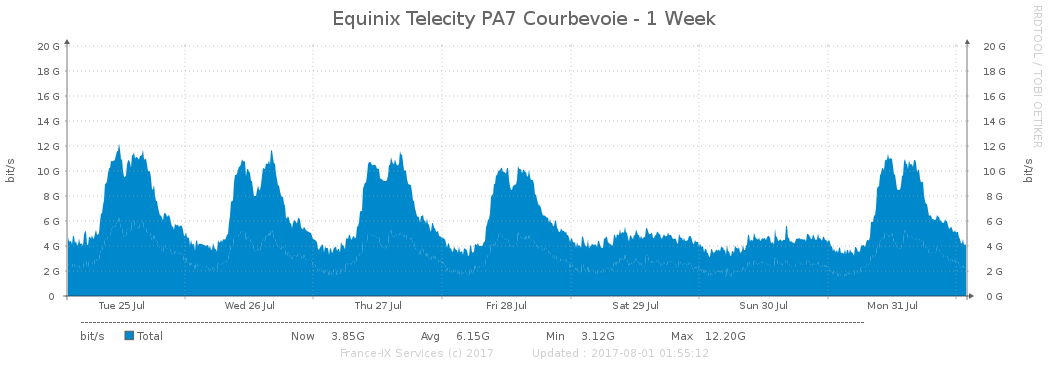 Equinix Telecity PA7 Courbevoie - 1 Week
RRDTOOL / TOBI OETIKER
20 G 20 G
18 G 18 G
16 G 16 G
14 G 14 G
12 G 12 G
10 G 10 G
8 G 8 G
6 G 6 G
4 G 4 G
2 G 2 G
0 0 G
bit/s
bit/s
Tue 25 Jul Wed 26 Jul Thu 27 Jul Fri 28 Jul Sat 29 Jul Sun 30 Jul Mon 31 Jul
bit/s Total Now 3.85G Avg 6.15G Min 3.12G Max 12.20G
France-IX Services (c) 2017 Updated : 2017-08-01 01:55:12